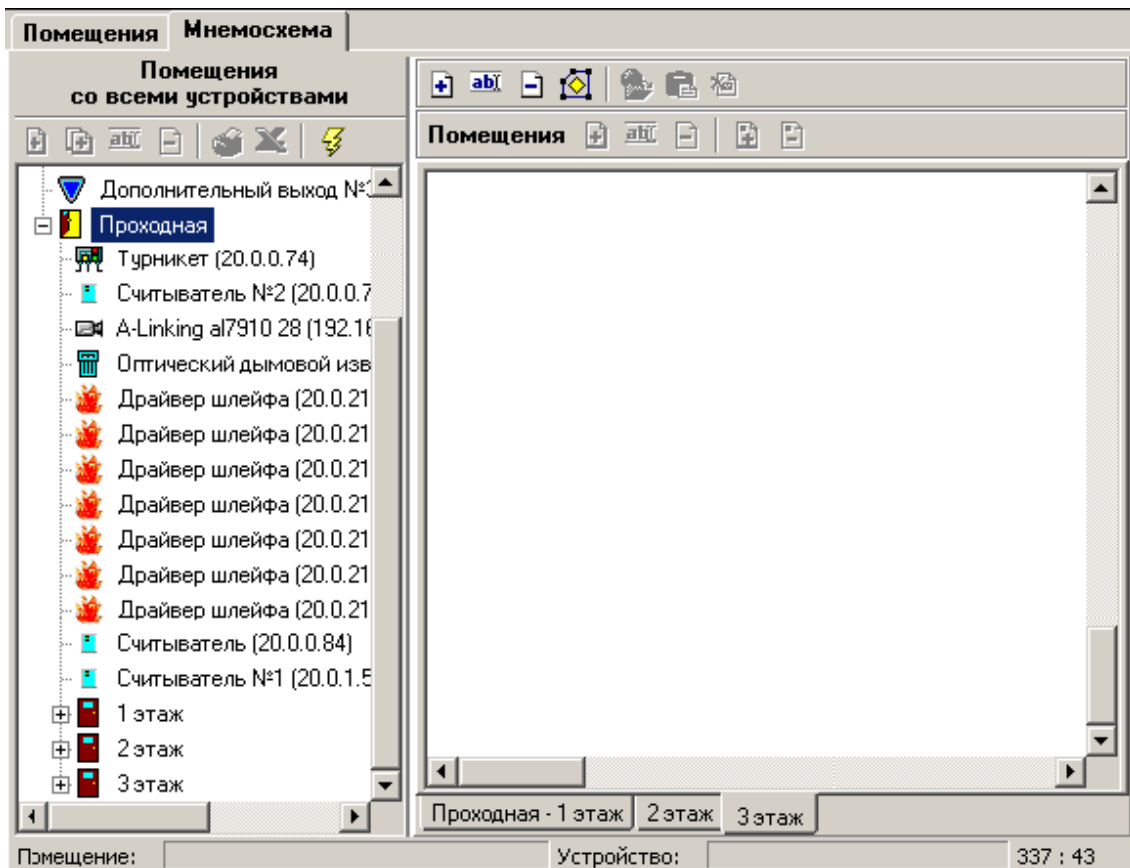 Помещения Мнемосхема
Помещения
со всеми устройствами
Помещения
Дополнительный выход №
Проходная
Турникет (20.0.0.74)
Считыватель №2 (20.0.0.7
A-Linking al7910 28 (192.16
Оптический дымовой изв
Драйвер шлейфа (20.0.21
Драйвер шлейфа (20.0.21
Драйвер шлейфа (20.0.21
Драйвер шлейфа (20.0.21
Драйвер шлейфа (20.0.21
Драйвер шлейфа (20.0.21
Драйвер шлейфа (20.0.21
Считыватель (20.0.0.84)
Считыватель №1 (20.0.1.5
1 этаж
2 этаж
3 этаж
Проходная - 1 этаж 2 этаж 3 этаж
Помещение: Устройство: 337 : 43